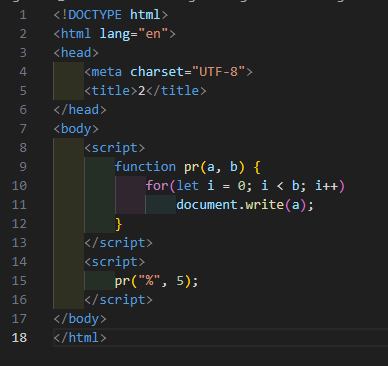 1 <!DOCTYPE html>
2 <html lang="en">
3 <head>
4     <meta charset="UTF-8">
5     <title>2</title>
6 </head>
7 <body>
8     <script>
9         function pr(a, b) {
10             for(let i = 0; i < b; i++)
11                 document.write(a);
12         }
13     </script>
14     <script>
15         pr("%", 5);
16     </script>
17 </body>
18 </html>